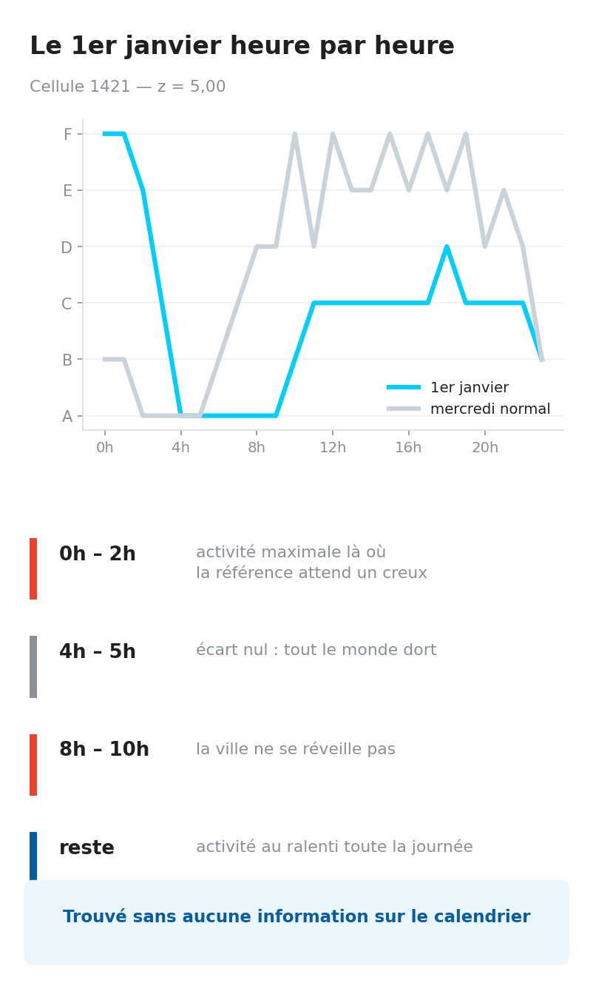 Le 1er janvier heure par heure
Cellule 1421 — z = 5,00
F
E
D
C
B
A
1er janvier
mercredi normal
0h 4h 8h 12h 16h 20h
0h – 2h activité maximale là où
la référence attend un creux
4h – 5h écart nul : tout le monde dort
8h – 10h la ville ne se réveille pas
reste activité au ralenti toute la journée
Trouvé sans aucune information sur le calendrier